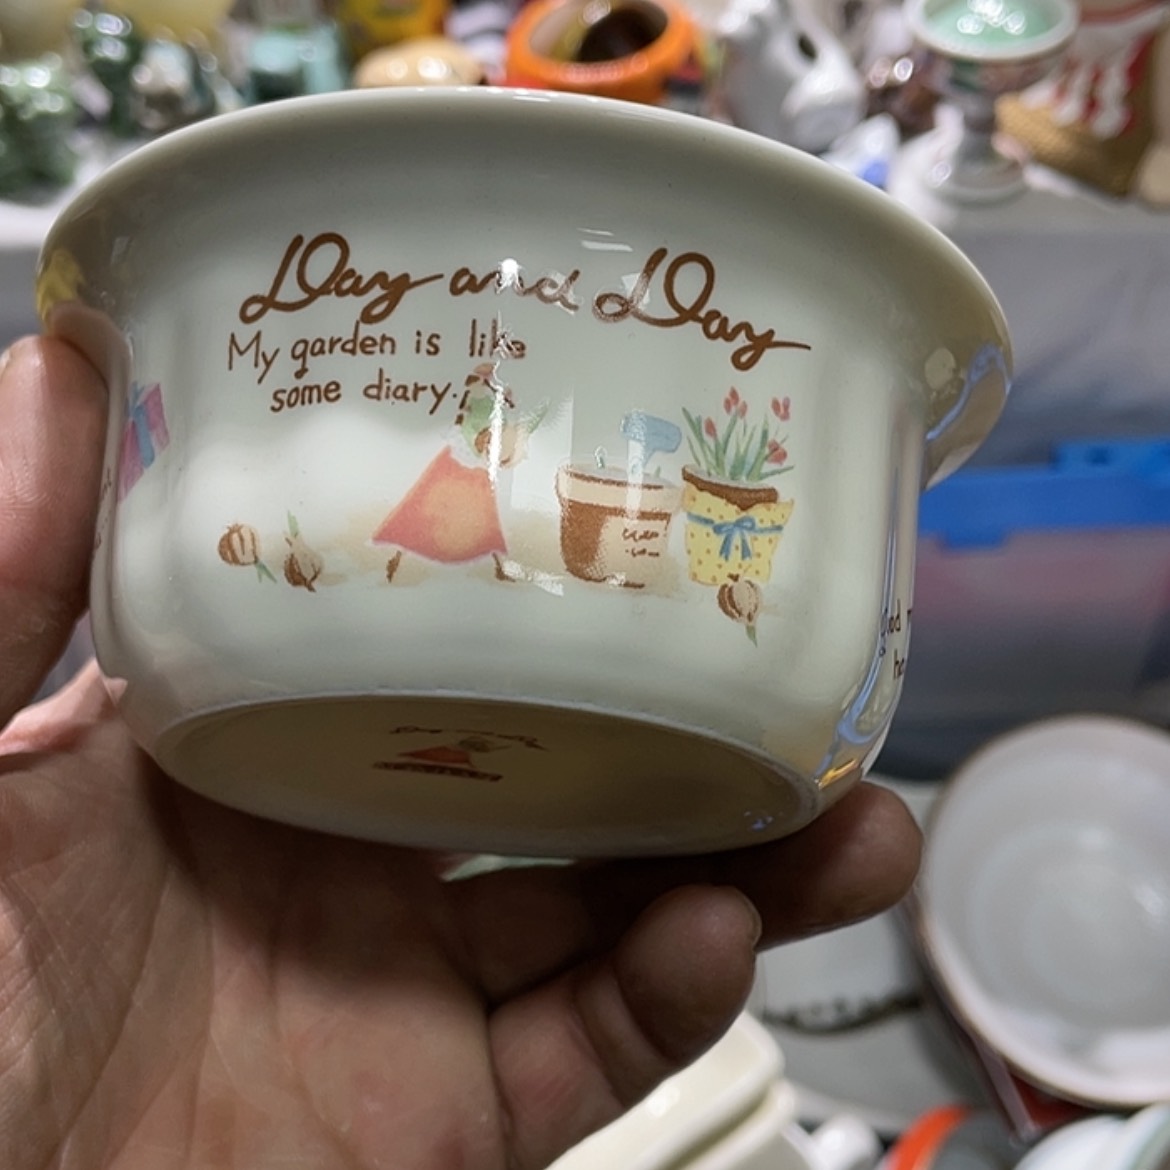 Day and Day
My garden is like
some diary.